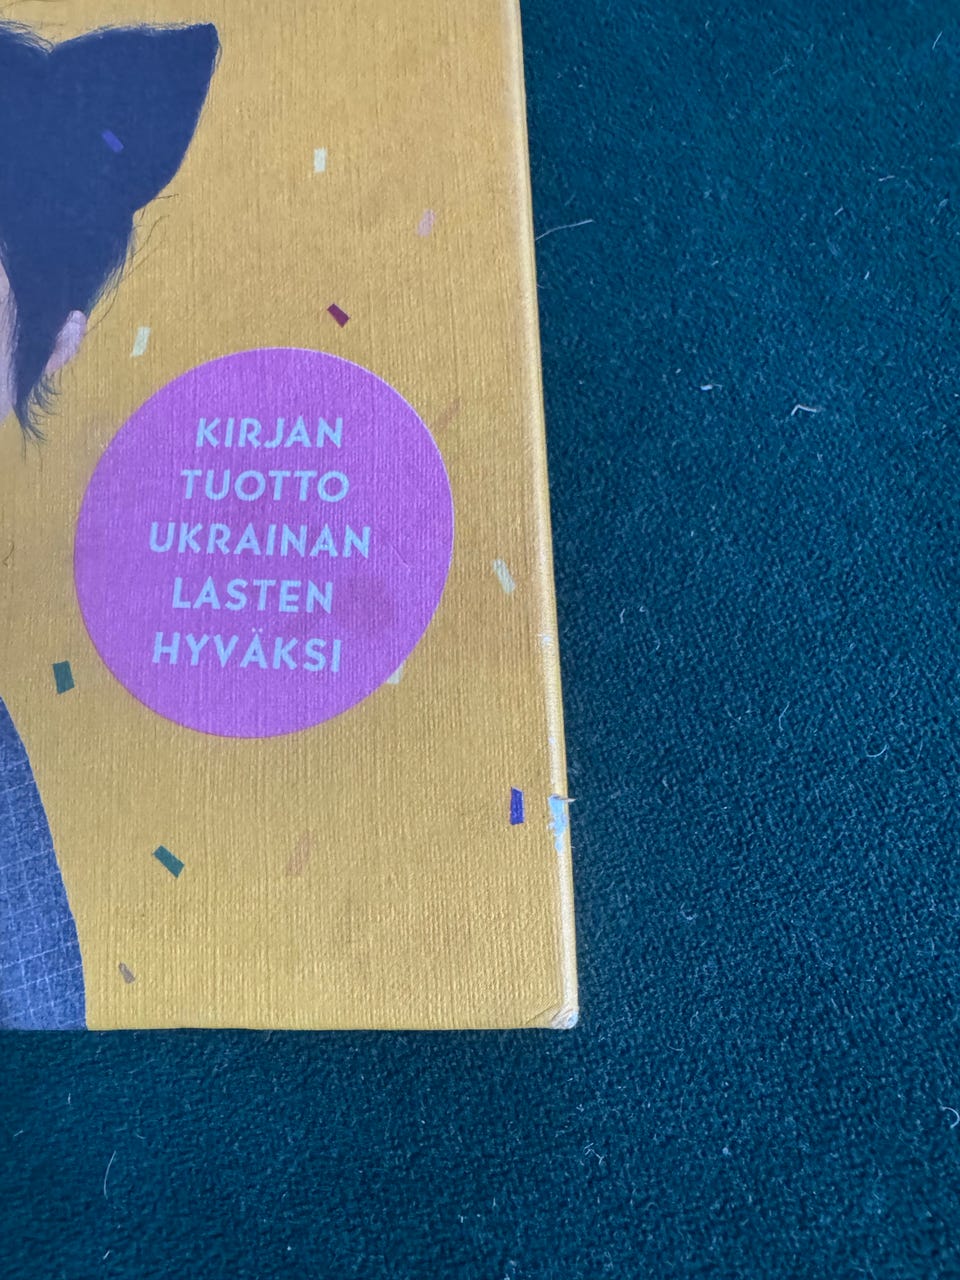 KIRJAN
TUOTTO
UKRAINAN
LASTEN
HYVÄKSI